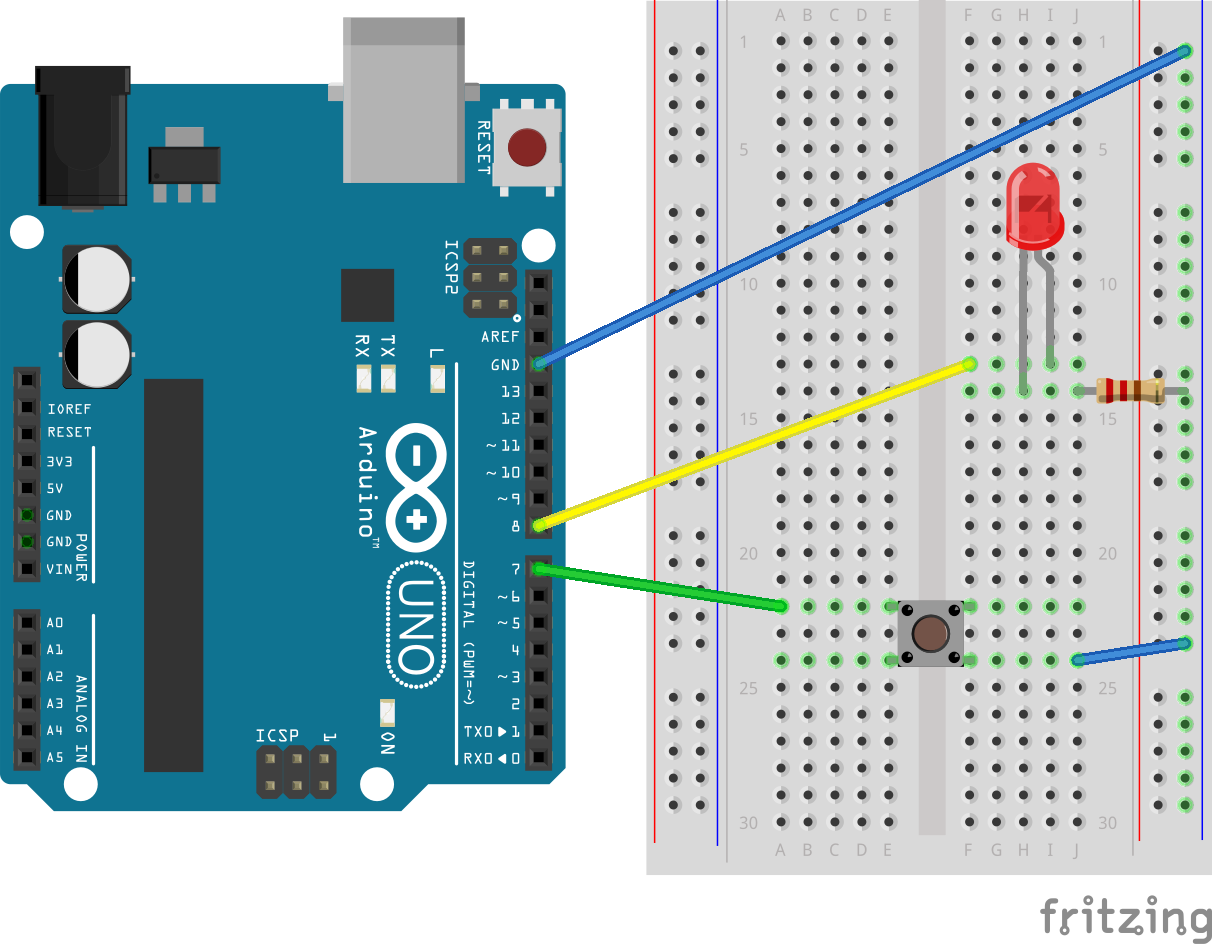 A B C D E F G H I J
1 1
5 5
10 10
15 15
20 20
25 25
30 30
A B C D E F G H I J
RESET
ICSP2
AREF
GND
13
12
~11
~10
~9
8
7
~6
~5
4
~3
2
TX0▶1
RX0◀0
DIGITAL (PWM=~)
RX
TX
L
Arduino™
UNO
IOREF
RESET
3V3
5V
GND
GND
VIN
POWER
A0
A1
A2
A3
A4
A5
ANALOG IN
ICSP
1
ON
fritzing